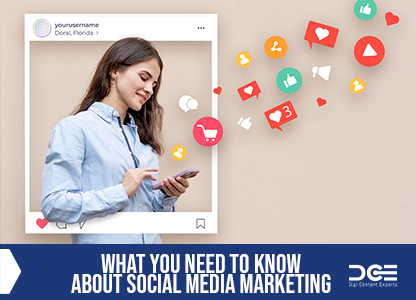 yourusername
Doral, Florida >
3
WHAT YOU NEED TO KNOW
ABOUT SOCIAL MEDIA MARKETING
DCE
Digi Content Experts